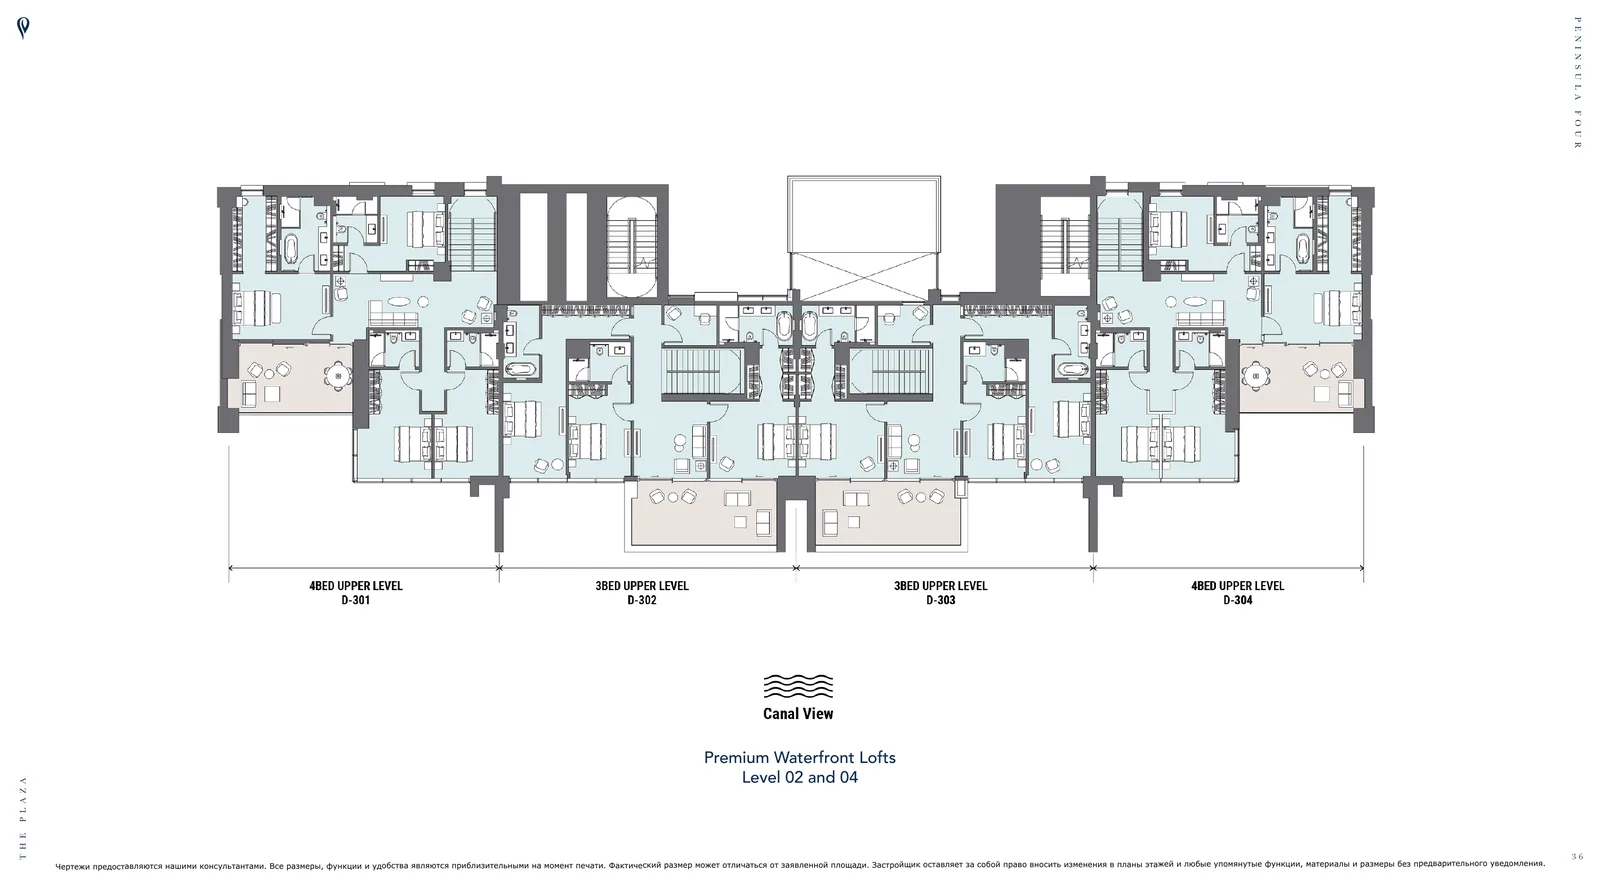 PENINSULA FOUR
4BED UPPER LEVEL
D-301
3BED UPPER LEVEL
D-302
3BED UPPER LEVEL
D-303
4BED UPPER LEVEL
D-304
Canal View
Premium Waterfront Lofts
Level 02 and 04
THE PLAZA
36
Чертежи предоставляются нашими консультантами. Все размеры, функции и удобства являются приблизительными на момент печати. Фактический размер может отличаться от заявленной площади. Застройщик оставляет за собой право вносить изменения в планы этажей и любые упомянутые функции, материалы и размеры без предварительного уведомления.